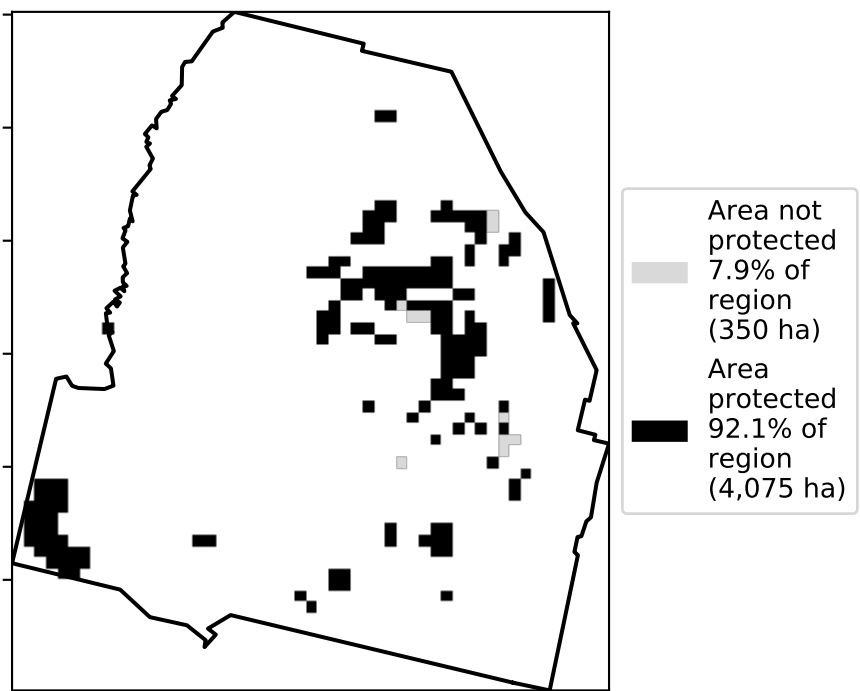 Area not
protected
7.9% of
region
(350 ha)
Area
protected
92.1% of
region
(4,075 ha)